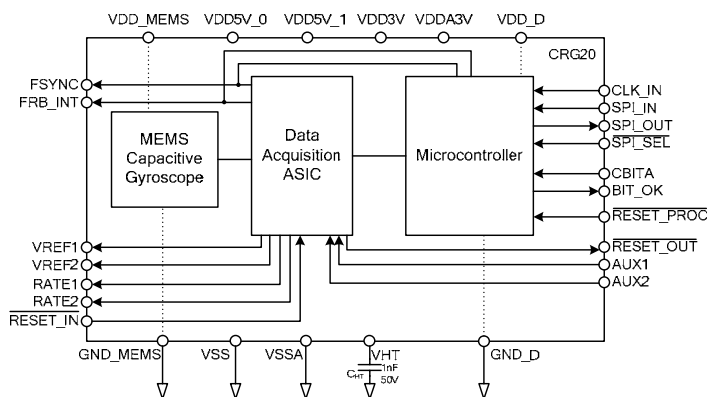 VDD_MEMS VDD5V_0 VDD5V_1 VDD3V VDDA3V VDD_D
CRG20
FSYNC
FRB_INT
MEMS
Capacitive
Gyroscope
Data
Acquisition
ASIC
Microcontroller
CLK_IN
SPI_IN
SPI_OUT
SPI_SEL
CBITA
BIT_OK
RESET_PROC
RESET_OUT
AUX1
AUX2
VREF1
VREF2
RATE1
RATE2
RESET_IN
GND_MEMS VSS VSSA VHT GND_D
CHT 1nF
50V